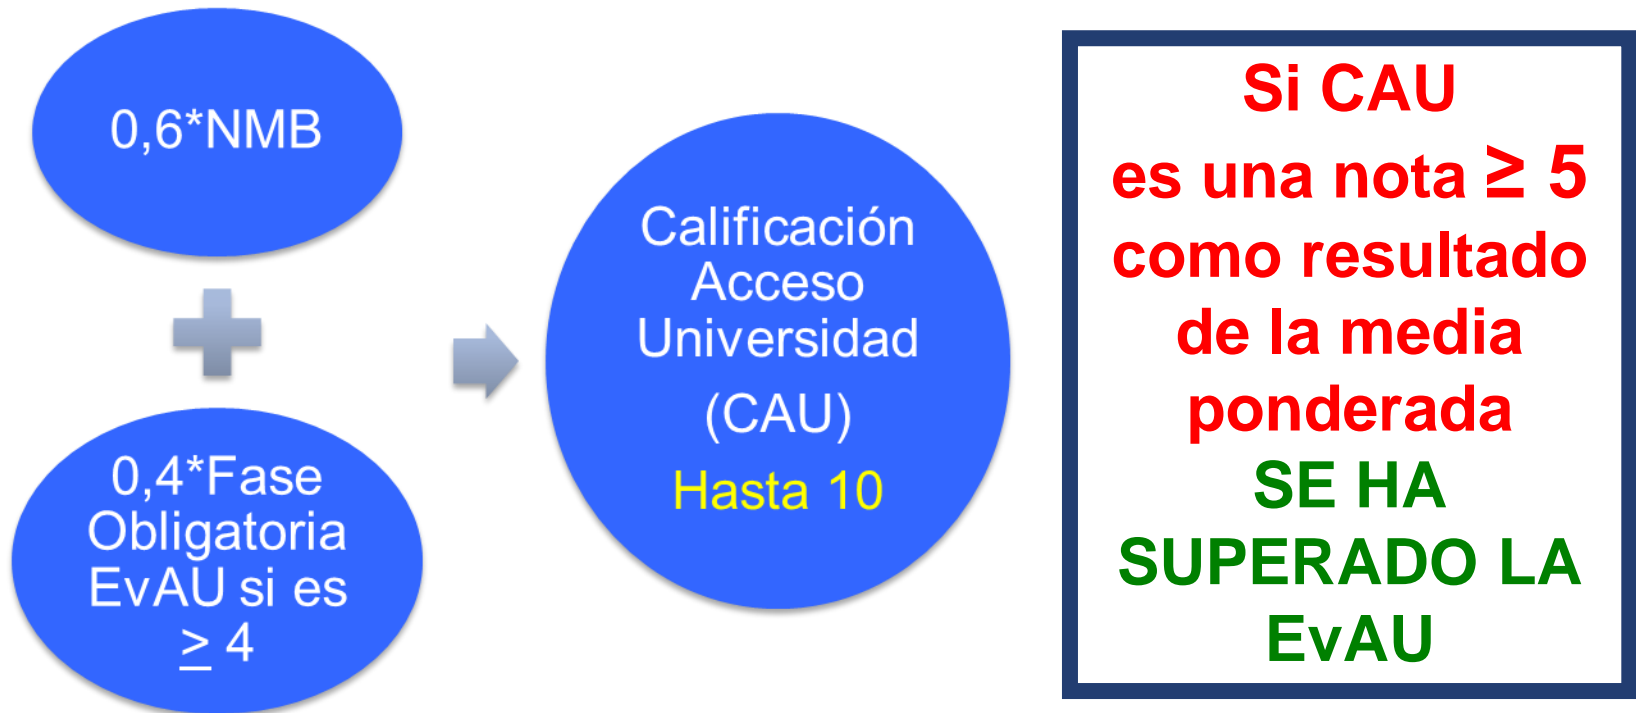 0,6*NMB
0,4*Fase
Obligatoria
EvAU si es
≥ 4
Calificación
Acceso
Universidad
(CAU)
Hasta 10
Si CAU
es una nota ≥ 5
como resultado
de la media
ponderada
SE HA
SUPERADO LA
EvAU